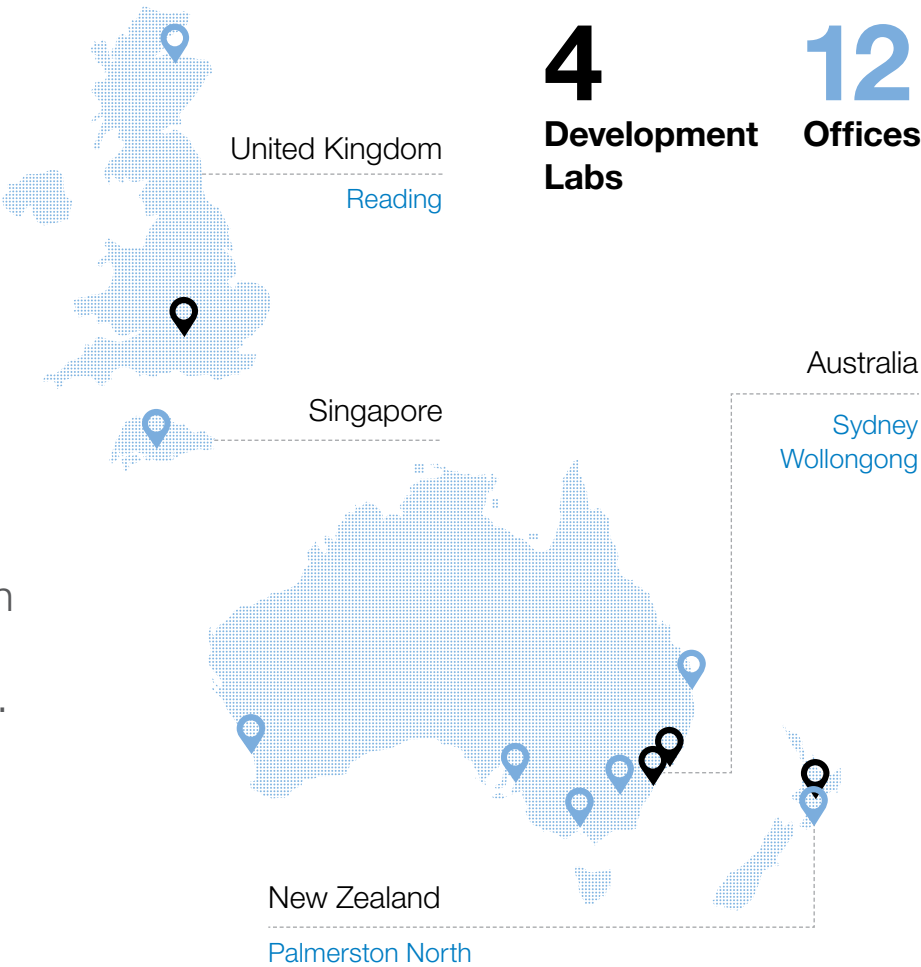 4
Development
Labs
12
Offices
United Kingdom
Reading
Singapore
Australia
Sydney
Wollongong
n
.
New Zealand
Palmerston North